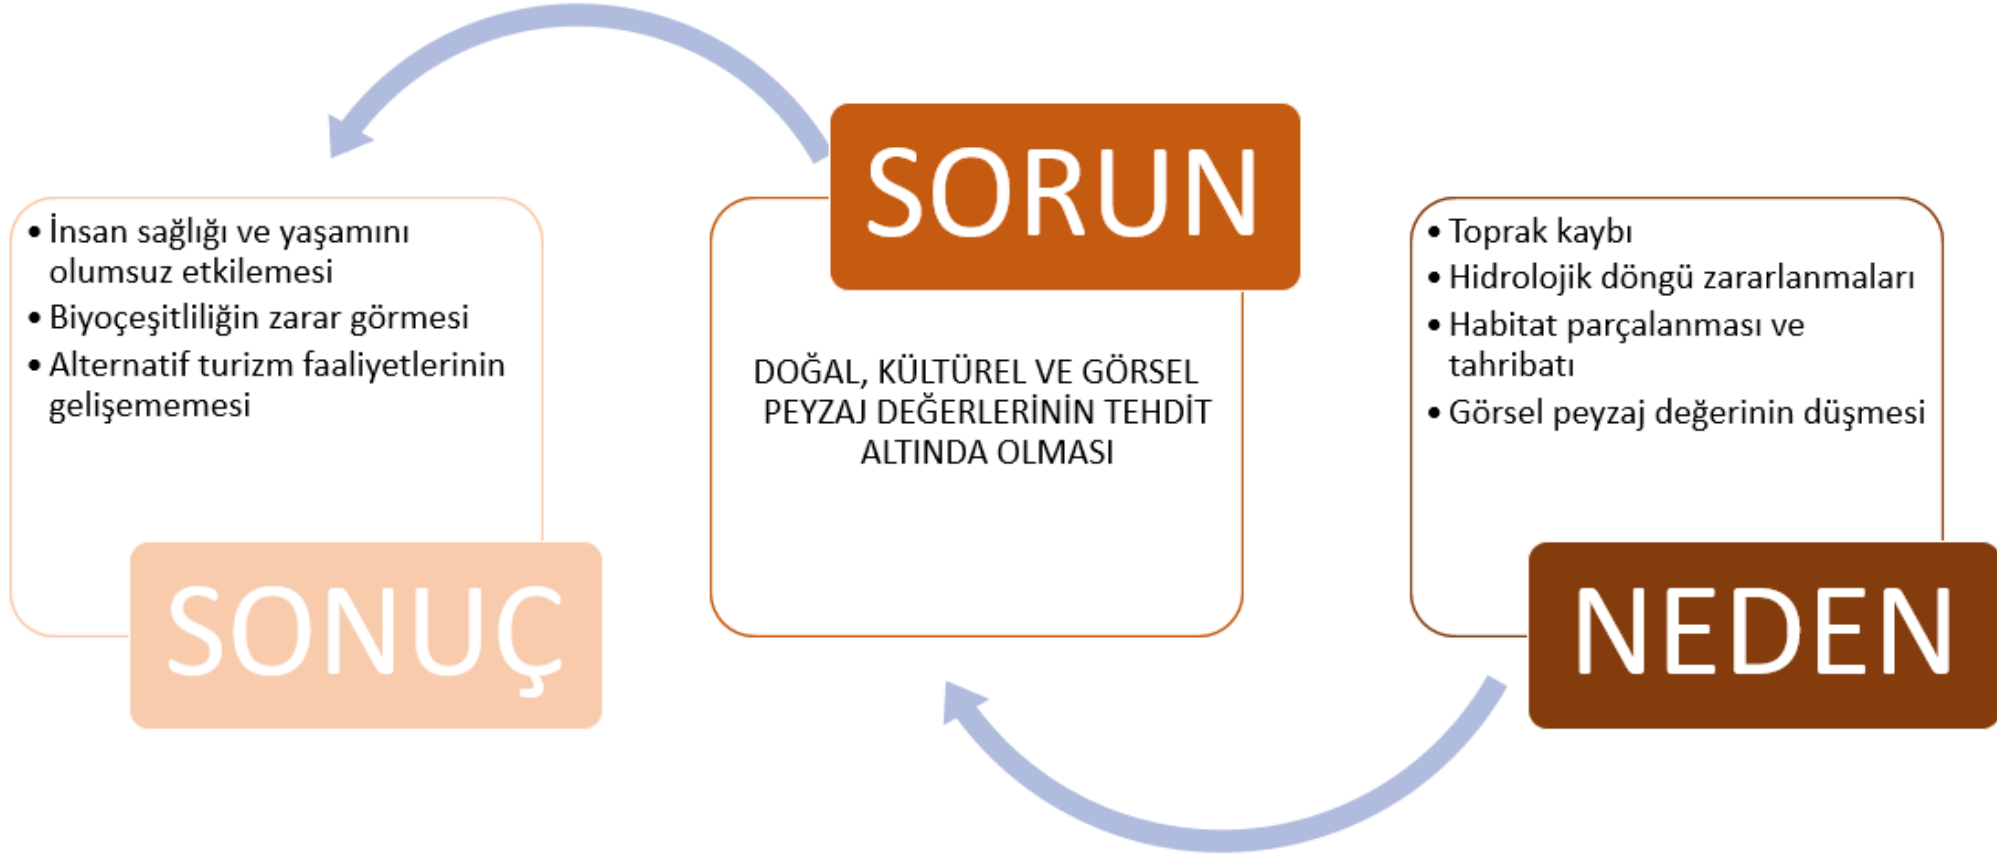 • İnsan sağlığı ve yaşamını
olumsuz etkilemesi
• Biyoçeşitliliğin zarar görmesi
• Alternatif turizm faaliyetlerinin
gelişememesi
SONUÇ
SORUN
DOĞAL, KÜLTÜREL VE GÖRSEL
PEYZAJ DEĞERLERİNİN TEHDİT
ALTINDA OLMASI
• Toprak kaybı
• Hidrolojik döngü zararlanmaları
• Habitat parçalanması ve
tahribatı
• Görsel peyzaj değerinin düşmesi
NEDEN